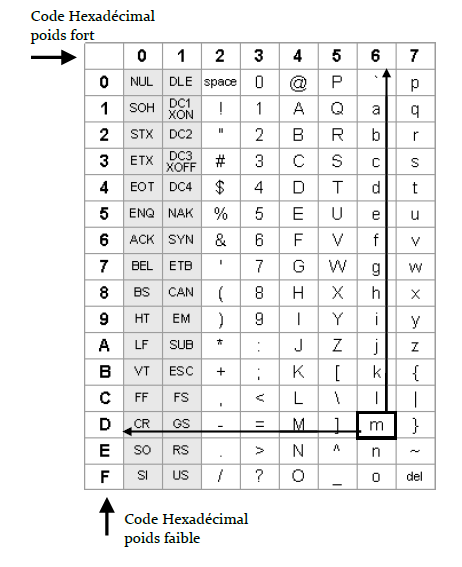 Code Hexadécimal
poids fort
0 1 2 3 4 5 6 7
0 NUL DLE space 0 @ P ` p
1 SOH DC1 XON ! 1 A Q a q
2 STX DC2 " 2 B R b r
3 ETX DC3 XOFF # 3 C S c s
4 EOT DC4 $ 4 D T d t
5 ENQ NAK % 5 E U e u
6 ACK SYN & 6 F V f v
7 BEL ETB ' 7 G W g w
8 BS CAN ( 8 H X h x
9 HT EM ) 9 I Y i y
A LF SUB * : J Z j z
B VT ESC + ; K [ k {
C FF FS , < L \ l |
D CR GS - = M ] m }
E SO RS . > N ^ n ~
F SI US / ? O _ o del
Code Hexadécimal
poids faible